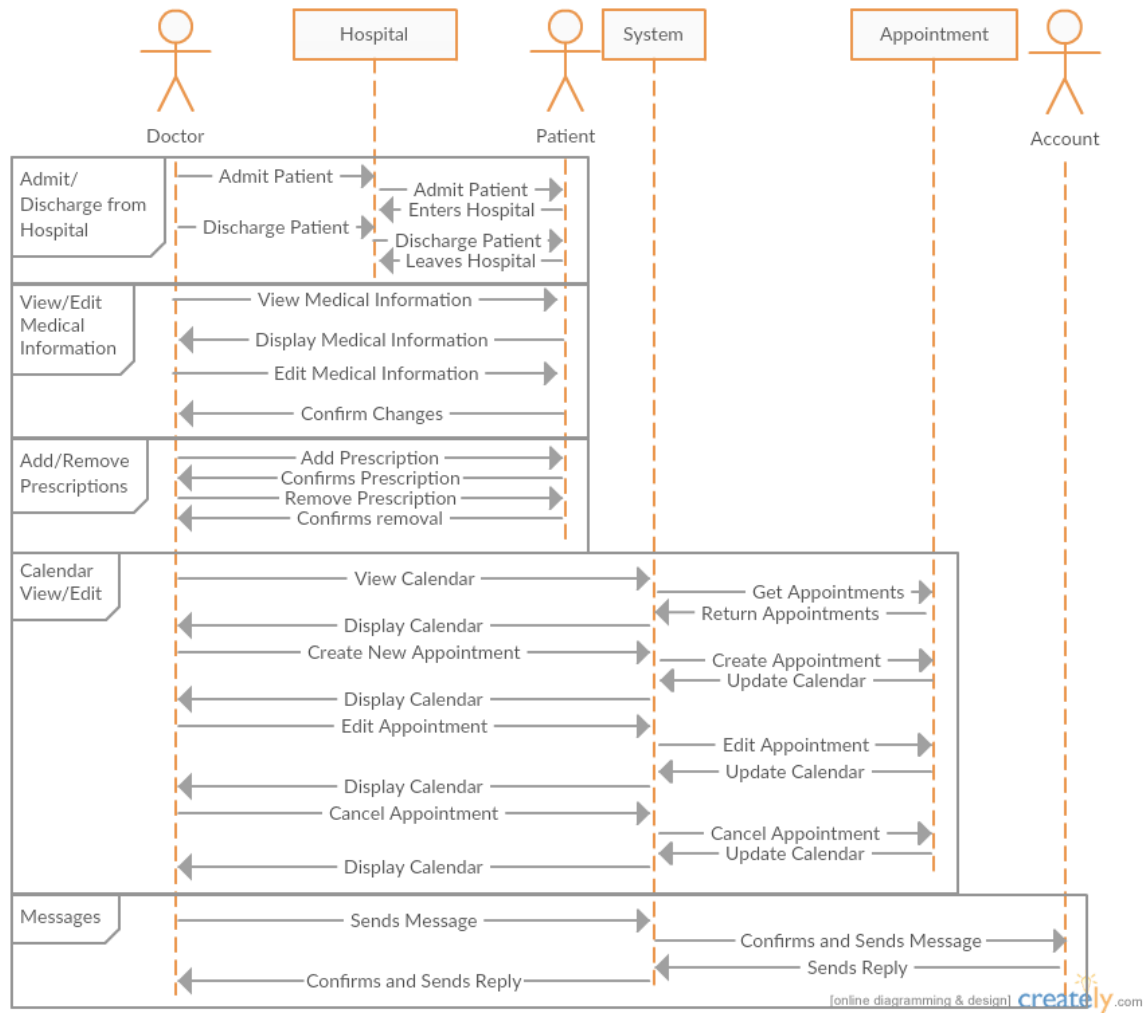 Hospital
System
Appointment
Doctor
Patient
Account
Admit/
Discharge from
Hospital
Admit Patient
Admit Patient
Enters Hospital
Discharge Patient
Discharge Patient
Leaves Hospital
View/Edit
Medical
Information
View Medical Information
Display Medical Information
Edit Medical Information
Confirm Changes
Add/Remove
Prescriptions
Add Prescription
Confirms Prescription
Remove Prescription
Confirms removal
Calendar
View/Edit
View Calendar
Get Appointments
Return Appointments
Display Calendar
Create New Appointment
Create Appointment
Update Calendar
Display Calendar
Edit Appointment
Edit Appointment
Update Calendar
Display Calendar
Cancel Appointment
Cancel Appointment
Update Calendar
Display Calendar
Messages
Sends Message
Confirms and Sends Message
Sends Reply
Confirms and Sends Reply
[online diagramming & design] creately.com